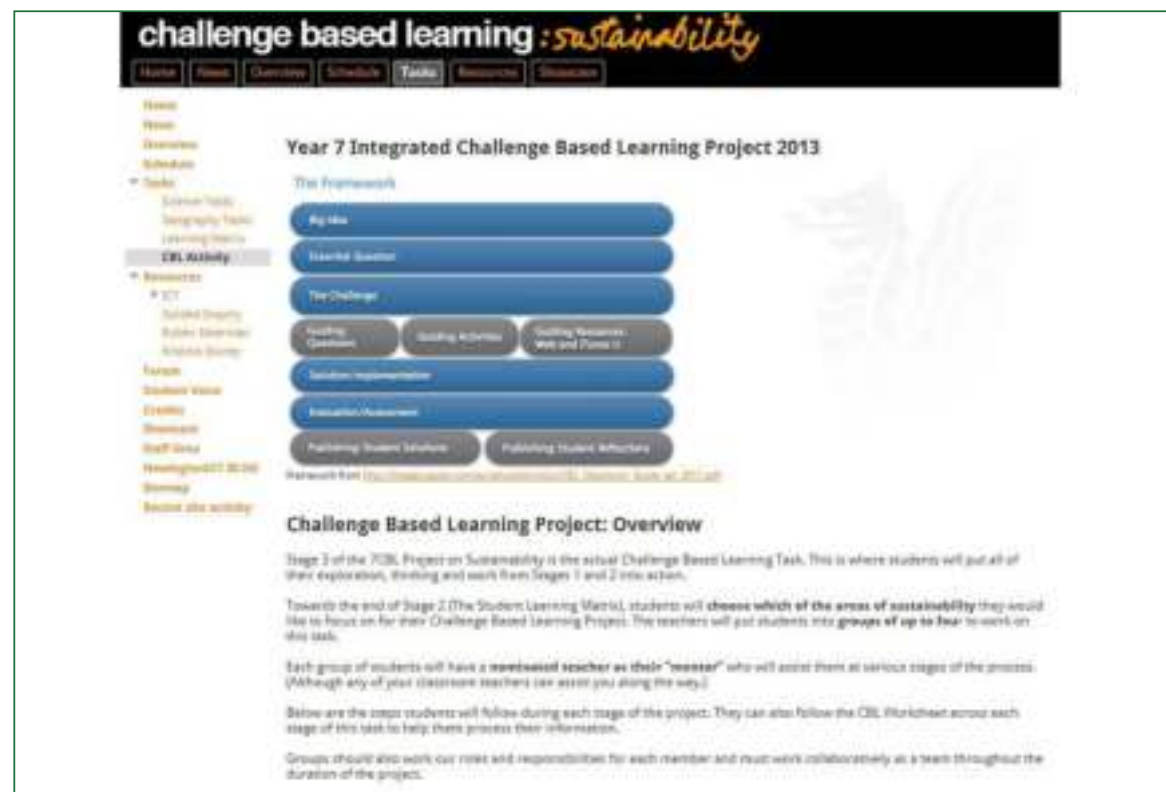 challenge based learning : sustainability
Home News Overview Schedule Tasks Resources Showcase
Home
News
Overview
Schedule
Tasks
Science Tasks
Geography Tasks
Learning Matrix
CBL Activity
Resources
ICT
Guided Inquiry
Forum
Student Voice
Credits
Showcase
Staff Area
Sitemap
Recent site activity
Year 7 Integrated Challenge Based Learning Project 2013
The Framework
Big Idea
Essential Question
The Challenge
Guiding Questions
Guiding Activities
Guiding Resources Web and iTunes U
Solution Implementation
Evaluation/Assessment
Publishing Student Solutions
Publishing Student Reflections
Framework from
Challenge Based Learning Project: Overview
Stage 3 of the 7CBL Project on Sustainability is the actual Challenge Based Learning Task. This is where students will put all of
their exploration, thinking and work from Stages 1 and 2 into action.
Towards the end of Stage 2 (The Student Learning Matrix), students will choose which of the areas of sustainability they would
like to focus on for their Challenge Based Learning Project. The teachers will put students into groups of up to four to work on
this task.
Each group of students will have a nominated teacher as their "mentor" who will assist them at various stages of the process.
(Although any of your classroom teachers can assist you along the way.)
Below are the steps students will follow during each stage of the project. They can also follow the CBL Worksheet across each
stage of this task to help them process their information.
Groups should also work our roles and responsibilities for each member and must work collaboratively as a team throughout the
duration of the project.